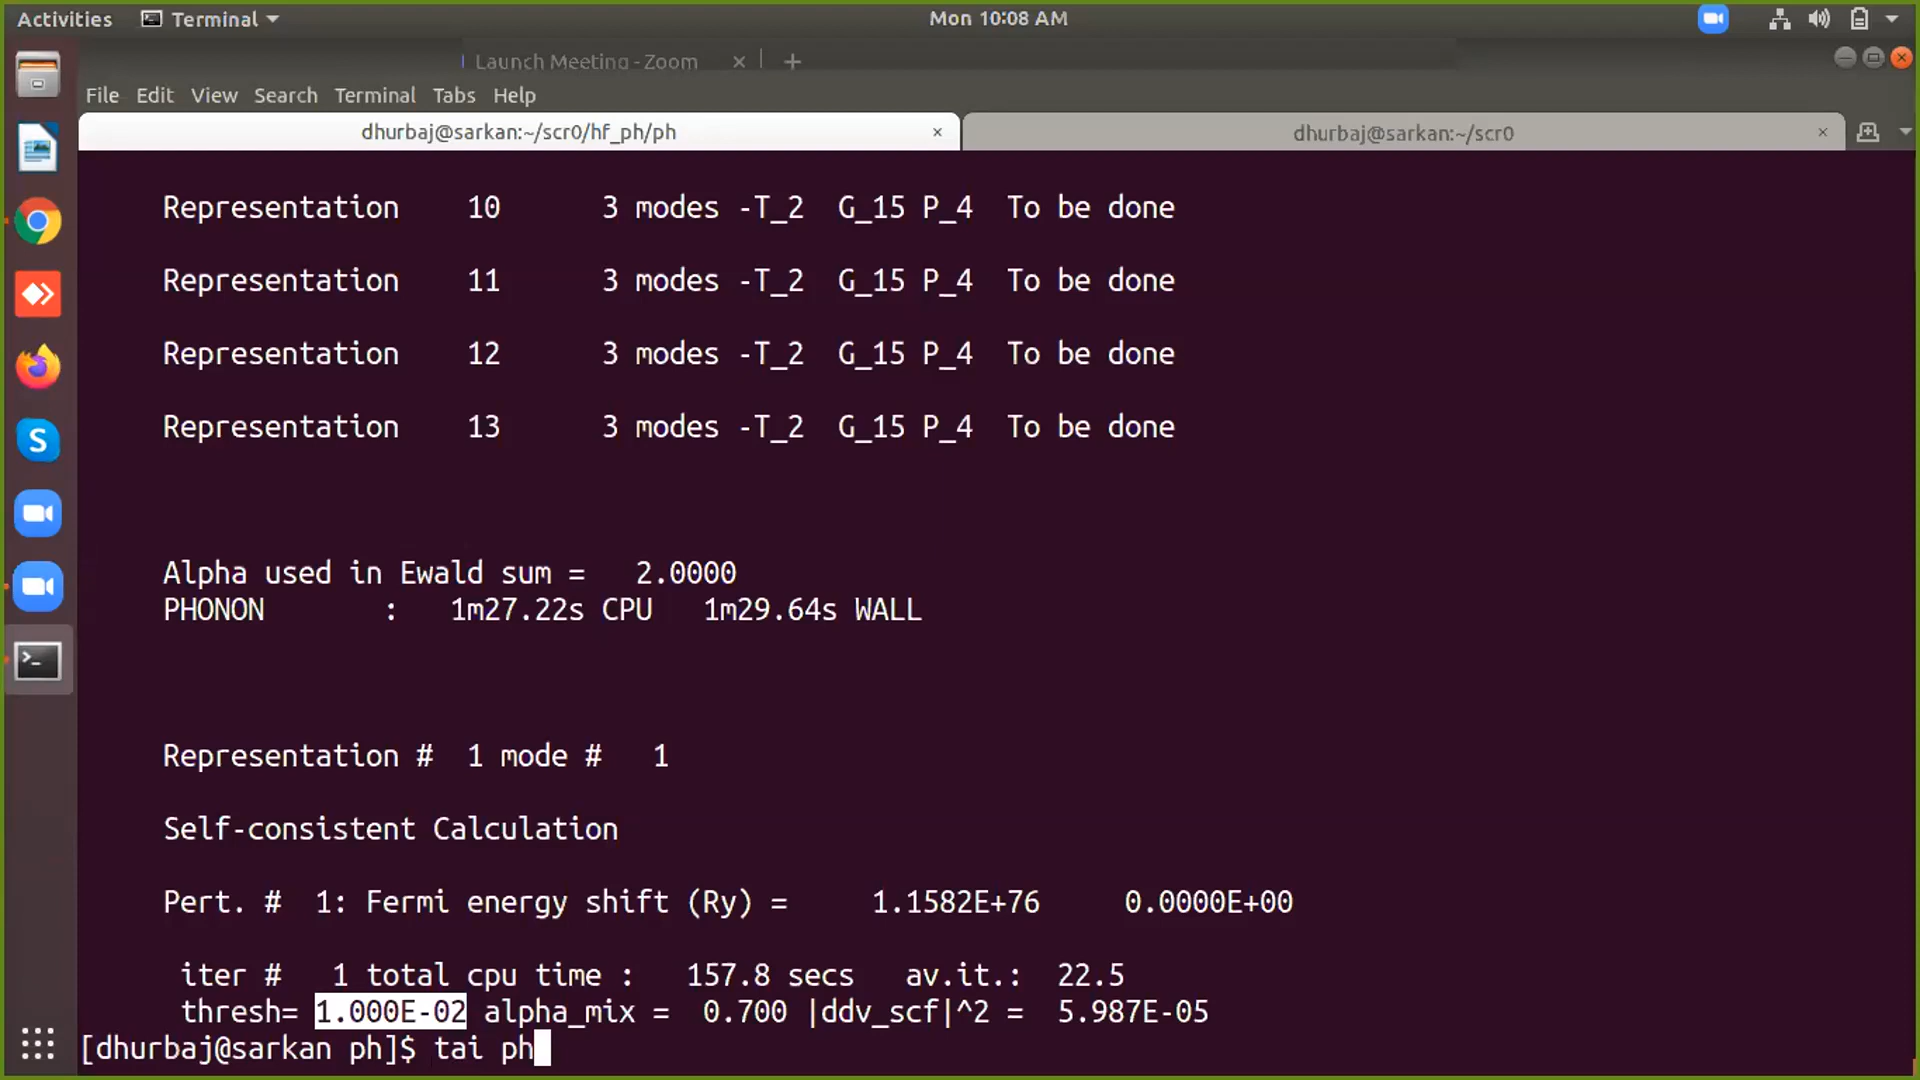 Activities Terminal Mon 10:08 AM
Launch Meeting - Zoom
File Edit View Search Terminal Tabs Help
dhurbaj@sarkan:~/scr0/hf_ph/ph dhurbaj@sarkan:~/scr0
Representation 10 3 modes -T_2 G_15 P_4 To be done
Representation 11 3 modes -T_2 G_15 P_4 To be done
Representation 12 3 modes -T_2 G_15 P_4 To be done
Representation 13 3 modes -T_2 G_15 P_4 To be done
Alpha used in Ewald sum = 2.0000
PHONON : 1m27.22s CPU 1m29.64s WALL
Representation # 1 mode # 1
Self-consistent Calculation
Pert. # 1: Fermi energy shift (Ry) = 1.1582E+76 0.0000E+00
iter # 1 total cpu time : 157.8 secs av.it.: 22.5
thresh= 1.000E-02 alpha_mix = 0.700 |ddv_scf|^2 = 5.987E-05
[dhurbaj@sarkan ph]$ tai ph